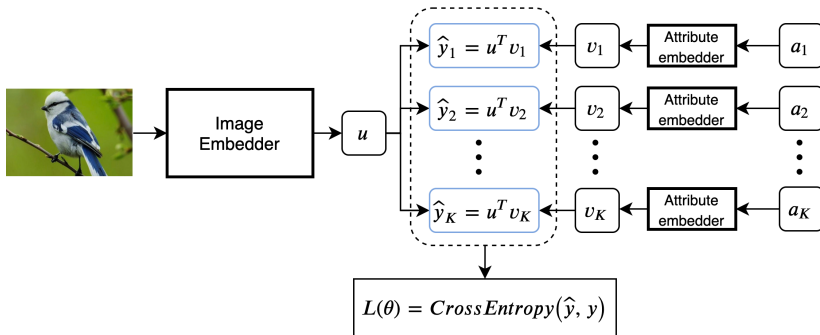 ŷ₁ = uᵀv₁
v₁
Attribute
embedder
a₁
Image
Embedder
u
ŷ₂ = uᵀv₂
v₂
Attribute
embedder
a₂
ŷ_K = uᵀv_K
v_K
Attribute
embedder
a_K
L(θ) = CrossEntropy(ŷ, y)